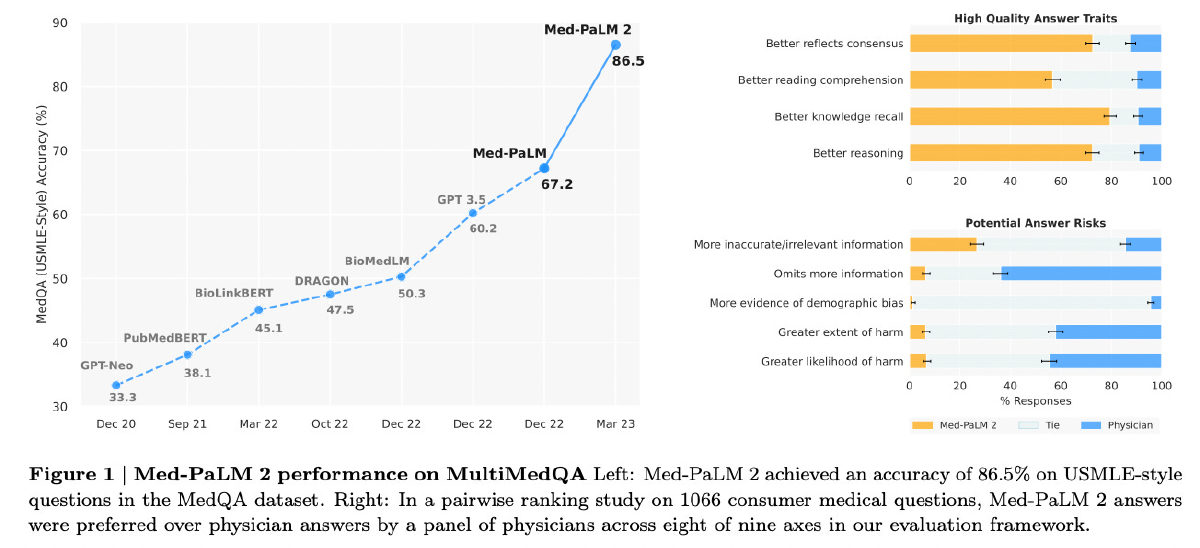 90
80
70
60
50
40
30
MedQA (USMLE-Style) Accuracy (%)
Med-PaLM 2
86.5
Med-PaLM
67.2
GPT 3.5
60.2
BioMedLM
50.3
DRAGON
47.5
BioLinkBERT
45.1
PubMedBERT
38.1
GPT-Neo
33.3
Dec 20 Sep 21 Mar 22 Oct 22 Dec 22 Dec 22 Dec 22 Mar 23
High Quality Answer Traits
Better reflects consensus
Better reading comprehension
Better knowledge recall
Better reasoning
0 20 40 60 80 100
Potential Answer Risks
More inaccurate/irrelevant information
Omits more information
More evidence of demographic bias
Greater extent of harm
Greater likelihood of harm
0 20 40 60 80 100
% Responses
Med-PaLM 2 Tie Physician
Figure 1 | Med-PaLM 2 performance on MultiMedQA Left: Med-PaLM 2 achieved an accuracy of 86.5% on USMLE-style
questions in the MedQA dataset. Right: In a pairwise ranking study on 1066 consumer medical questions, Med-PaLM 2 answers
were preferred over physician answers by a panel of physicians across eight of nine axes in our evaluation framework.